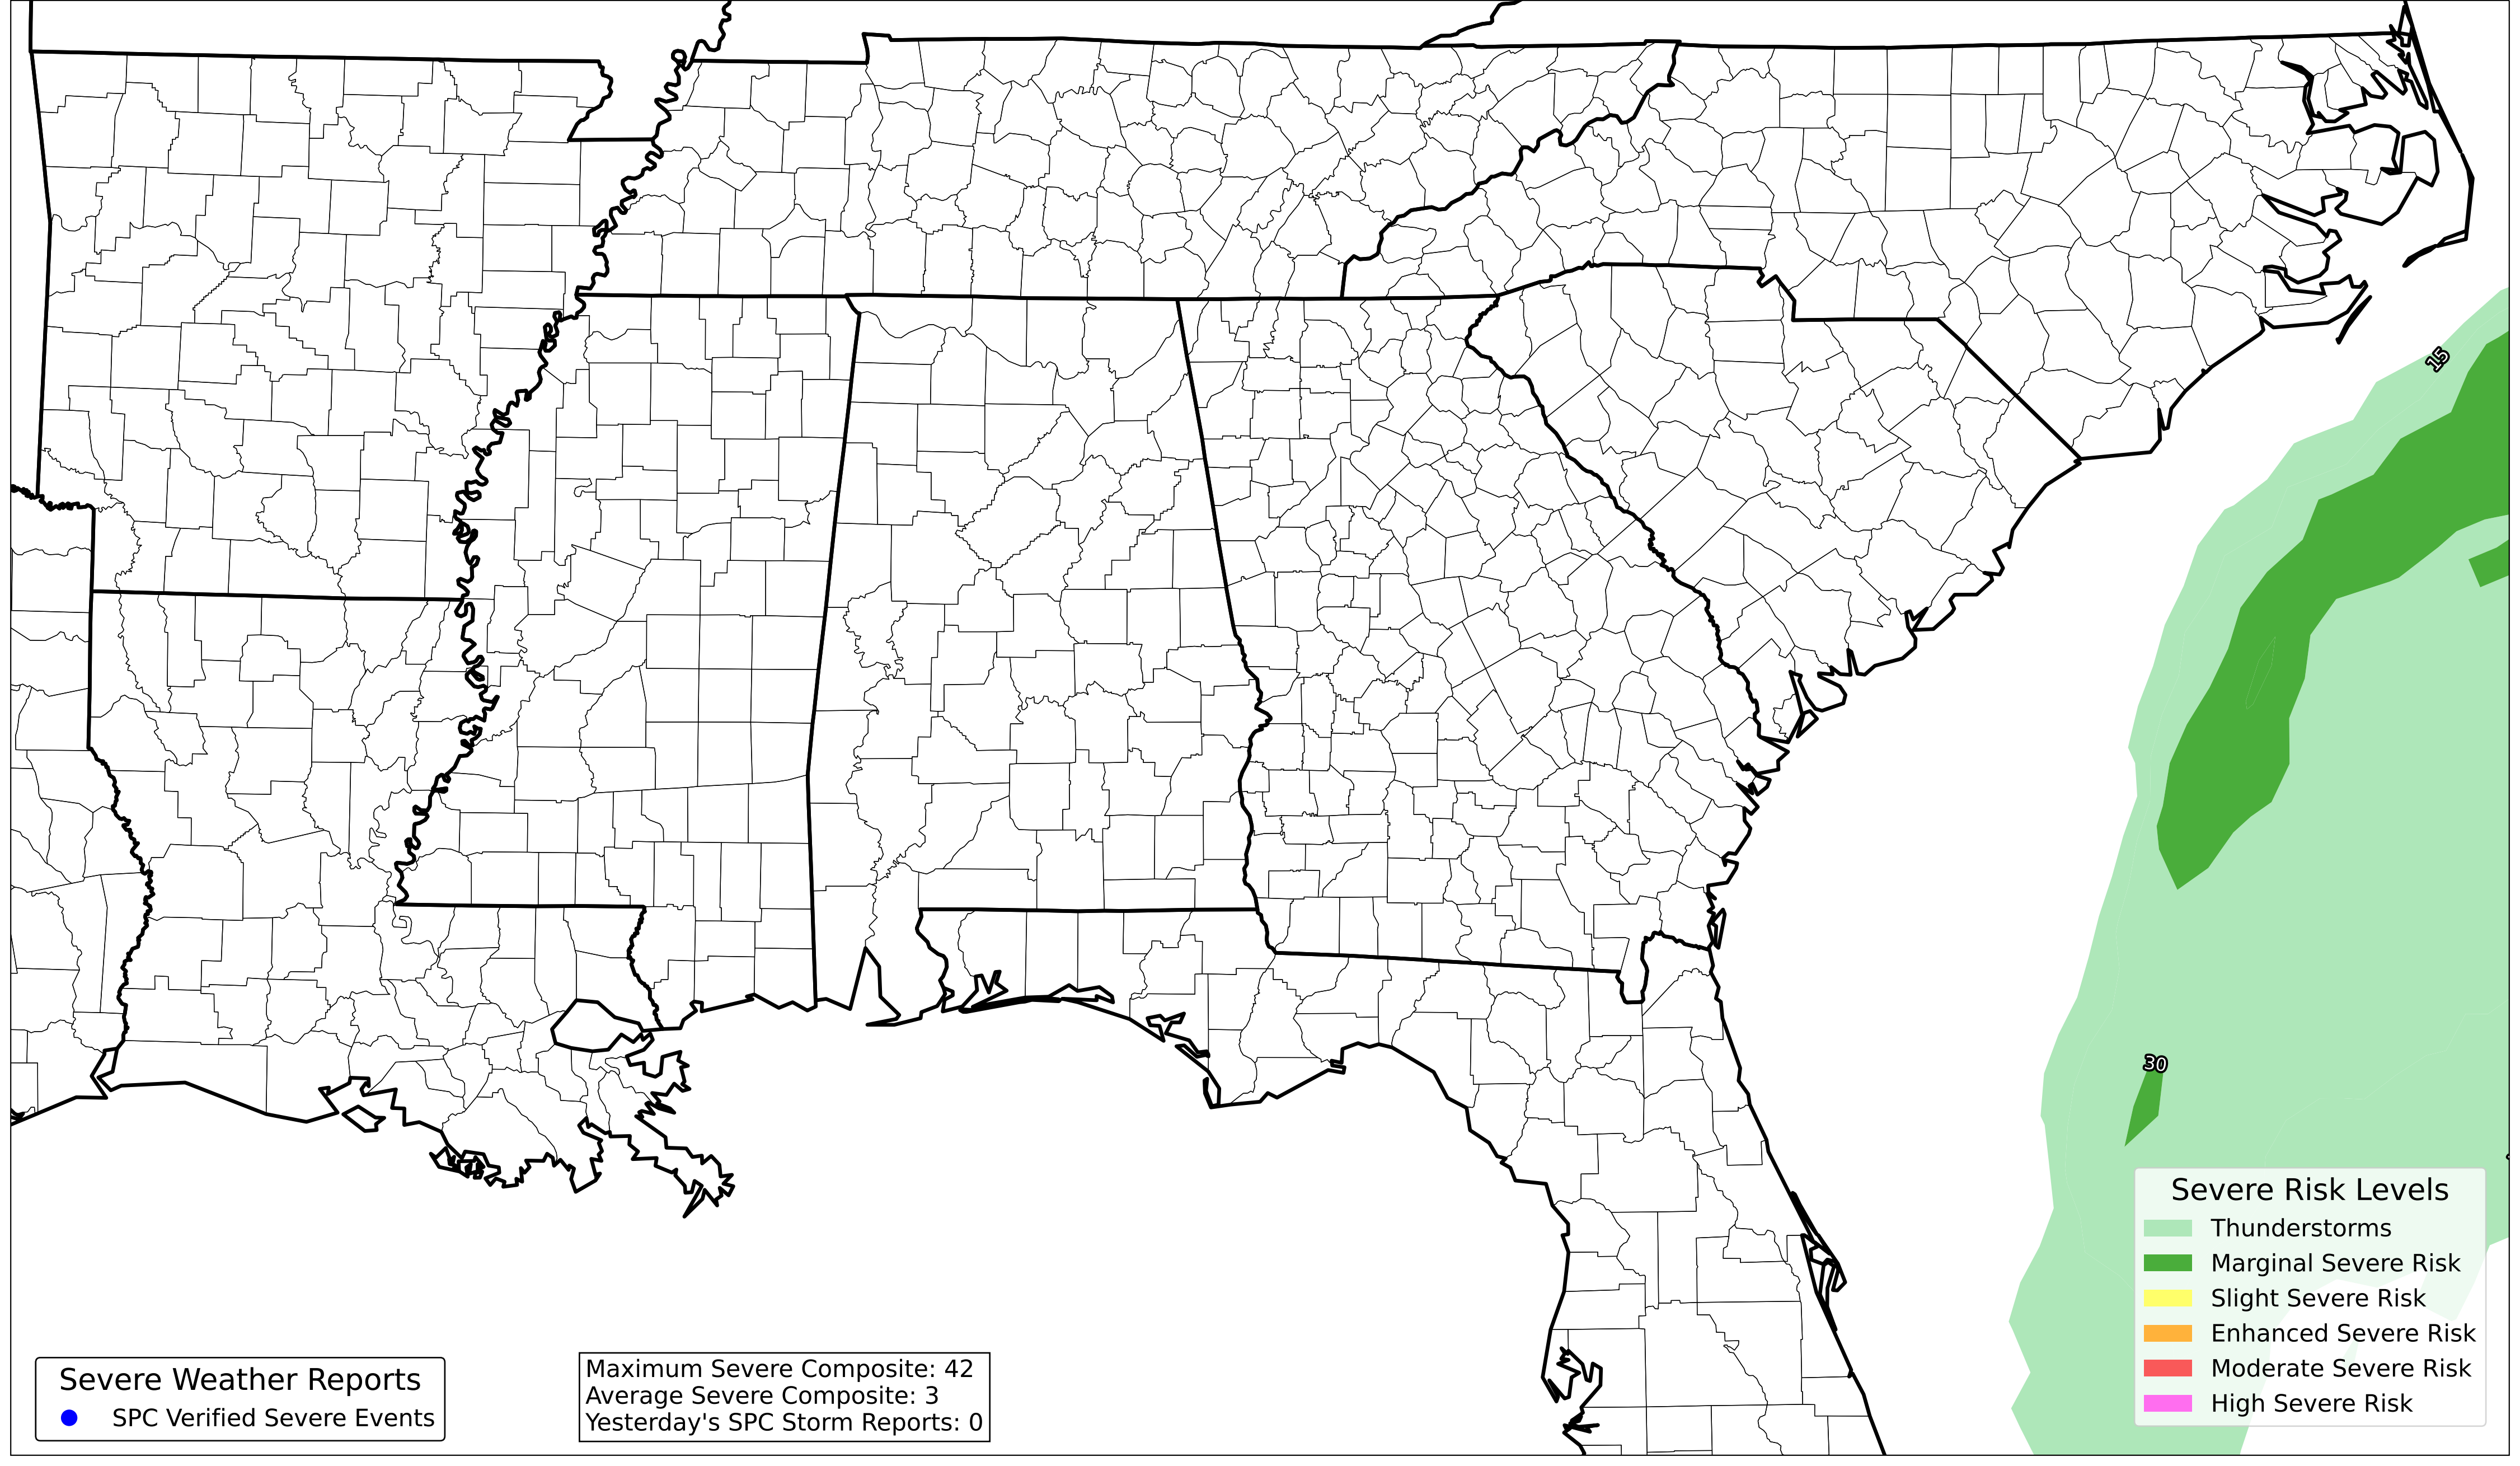 15
30
Severe Risk Levels
Thunderstorms
Marginal Severe Risk
Slight Severe Risk
Enhanced Severe Risk
Moderate Severe Risk
High Severe Risk
Severe Weather Reports
SPC Verified Severe Events
Maximum Severe Composite: 42
Average Severe Composite: 3
Yesterday's SPC Storm Reports: 0